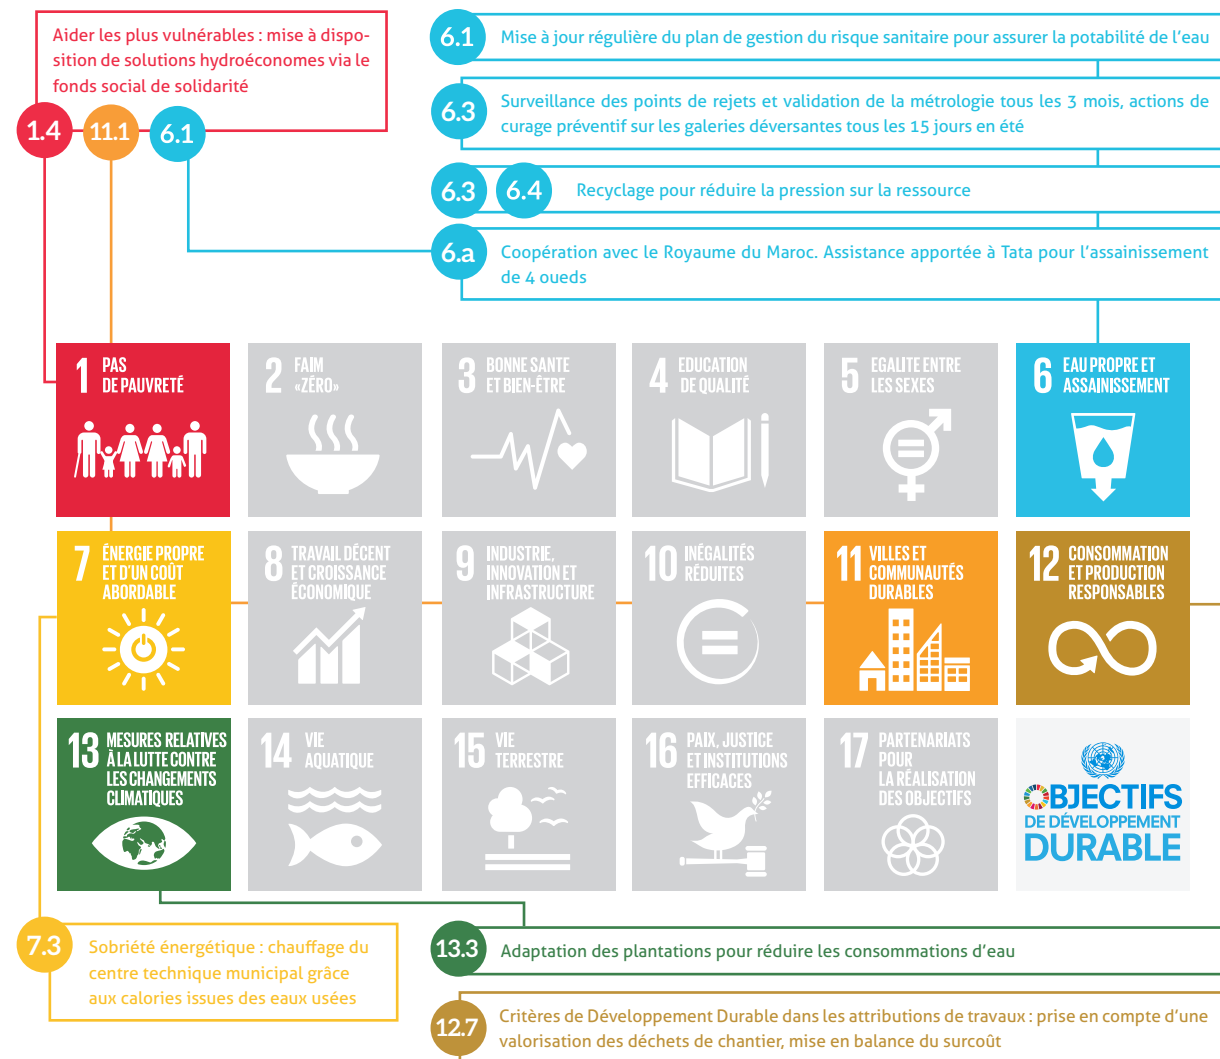 Aider les plus vulnérables : mise à dispo-
sition de solutions hydroéconomes via le
fonds social de solidarité
1.4
11.1
6.1
6.1
Mise à jour régulière du plan de gestion du risque sanitaire pour assurer la potabilité de l'eau
6.3
Surveillance des points de rejets et validation de la métrologie tous les 3 mois, actions de
curage préventif sur les galeries déversantes tous les 15 jours en été
6.3
6.4
Recyclage pour réduire la pression sur la ressource
6.a
Coopération avec le Royaume du Maroc. Assistance apportée à Tata pour l'assainissement
de 4 oueds
1 PAS
DE PAUVRETÉ
2 FAIM
«ZÉRO»
3 BONNE SANTE
ET BIEN-ÊTRE
4 EDUCATION
DE QUALITÉ
5 EGALITE ENTRE
LES SEXES
6 EAU PROPRE ET
ASSAINISSEMENT
7 ÉNERGIE PROPRE
ET D'UN COÛT
ABORDABLE
8 TRAVAIL DÉCENT
ET CROISSANCE
ÉCONOMIQUE
9 INDUSTRIE,
INNOVATION ET
INFRASTRUCTURE
10 INÉGALITÉS
RÉDUITES
11 VILLES ET
COMMUNAUTÉS
DURABLES
12 CONSOMMATION
ET PRODUCTION
RESPONSABLES
13 MESURES RELATIVES
À LA LUTTE CONTRE
LES CHANGEMENTS
CLIMATIQUES
14 VIE
AQUATIQUE
15 VIE
TERRESTRE
16 PAIX, JUSTICE
ET INSTITUTIONS
EFFICACES
17 PARTENARIATS
POUR
LA RÉALISATION
DES OBJECTIFS
OBJECTIFS
DE DÉVELOPPEMENT
DURABLE
7.3
Sobriété énergétique : chauffage du
centre technique municipal grâce
aux calories issues des eaux usées
13.3
Adaptation des plantations pour réduire les consommations d'eau
12.7
Critères de Développement Durable dans les attributions de travaux : prise en compte d'une
valorisation des déchets de chantier, mise en balance du surcoût